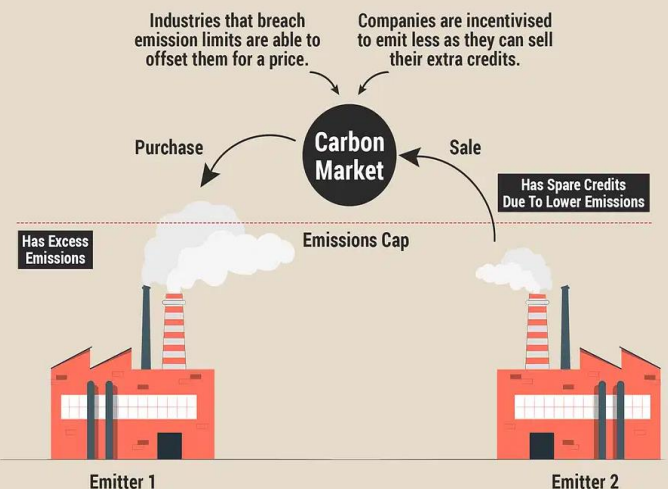 Industries that breach
emission limits are able to
offset them for a price.
Companies are incentivised
to emit less as they can sell
their extra credits.
Carbon
Market
Purchase
Sale
Has Spare Credits
Due To Lower Emissions
Has Excess
Emissions
Emissions Cap
Emitter 1
Emitter 2